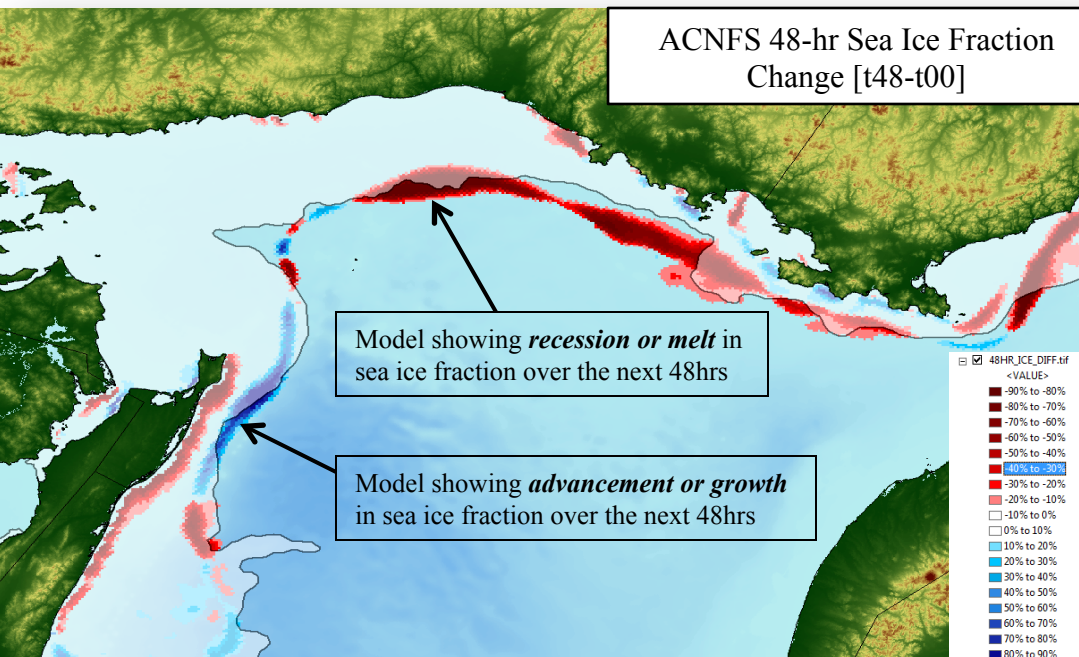 ACNFS 48-hr Sea Ice Fraction
Change [t48-t00]
Model showing recession or melt in
sea ice fraction over the next 48hrs
Model showing advancement or growth
in sea ice fraction over the next 48hrs
48HR_ICE_DIFF.tif
<VALUE>
-90% to -80%
-80% to -70%
-70% to -60%
-60% to -50%
-50% to -40%
-40% to -30%
-30% to -20%
-20% to -10%
-10% to 0%
0% to 10%
10% to 20%
20% to 30%
30% to 40%
40% to 50%
50% to 60%
60% to 70%
70% to 80%
80% to 90%